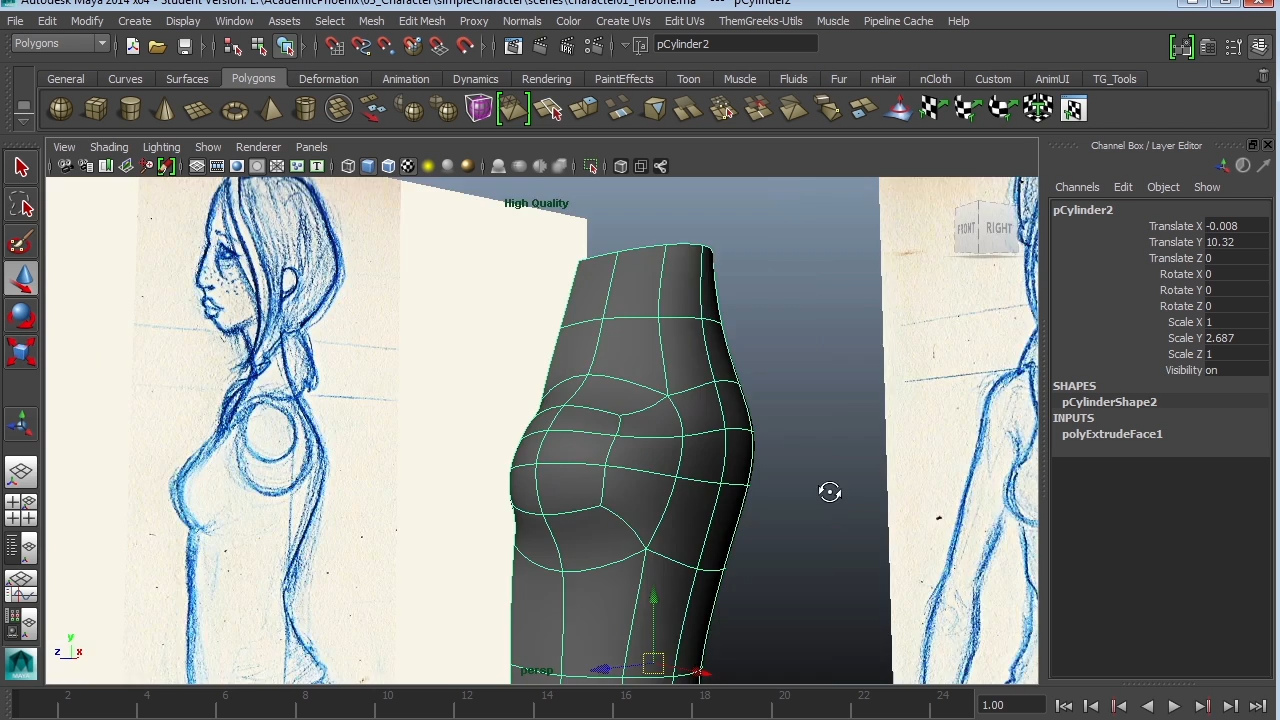 Autodesk Maya 2014 x64 - Student Version: E:\AcademicPhoenix\05_Character\simpleCharacter\scenes\character01_refDone.ma --- pCylinder2
File Edit Modify Create Display Window Assets Select Mesh Edit Mesh Proxy Normals Color Create UVs Edit UVs ThemGreeks-Utils Muscle Pipeline Cache Help
Polygons pCylinder2
General Curves Surfaces Polygons Deformation Animation Dynamics Rendering PaintEffects Toon Muscle Fluids Fur nHair nCloth Custom AnimUI TG_Tools
View Shading Lighting Show Renderer Panels
Channel Box / Layer Editor
Channels Edit Object Show
High Quality
FRONT RIGHT
pCylinder2
Translate X -0.008
Translate Y 10.32
Translate Z 0
Rotate X 0
Rotate Y 0
Rotate Z 0
Scale X 1
Scale Y 2.687
Scale Z 1
Visibility on
SHAPES
pCylinderShape2
INPUTS
polyExtrudeFace1
y
z x
persp
2 4 6 8 10 12 14 16 18 20 22 24
1.00